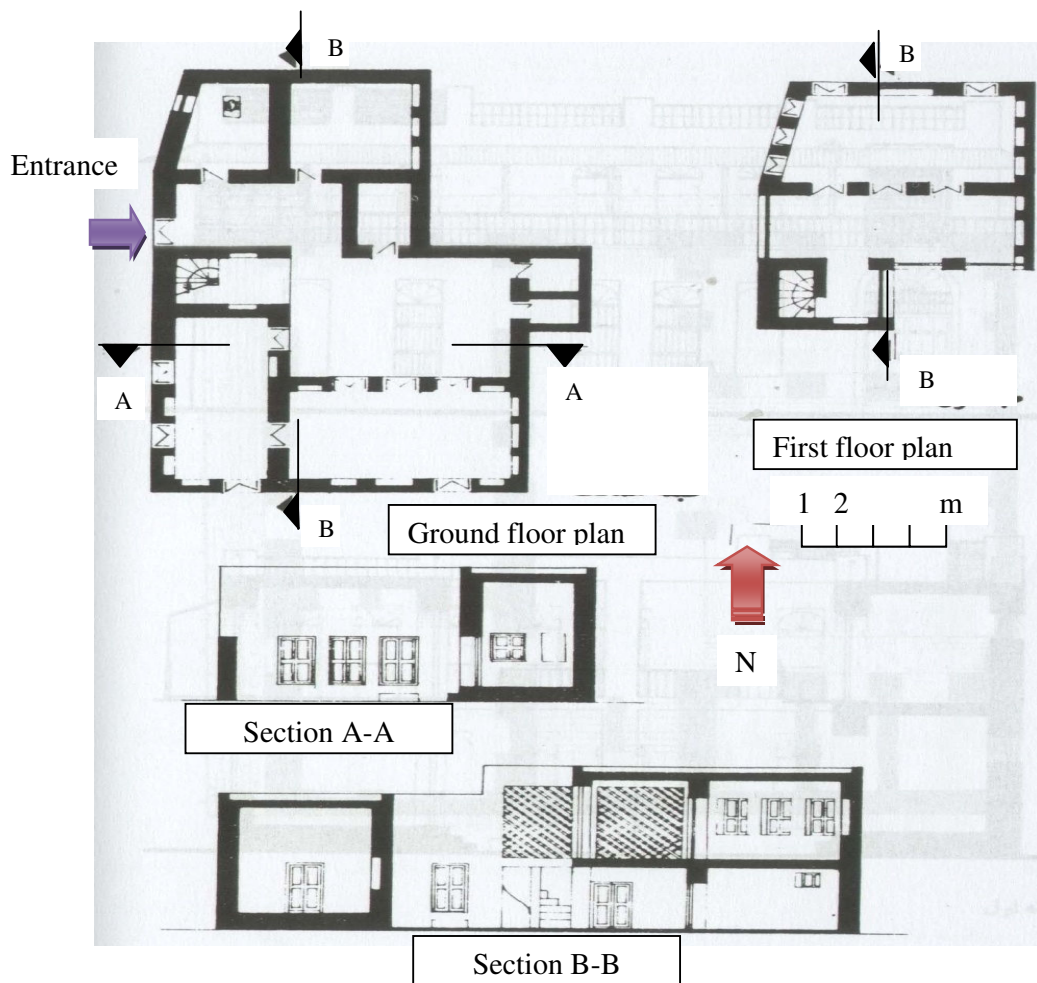 B
B
Entrance
A
A
B
B
First floor plan
Ground floor plan
1 2 m
N
Section A-A
Section B-B